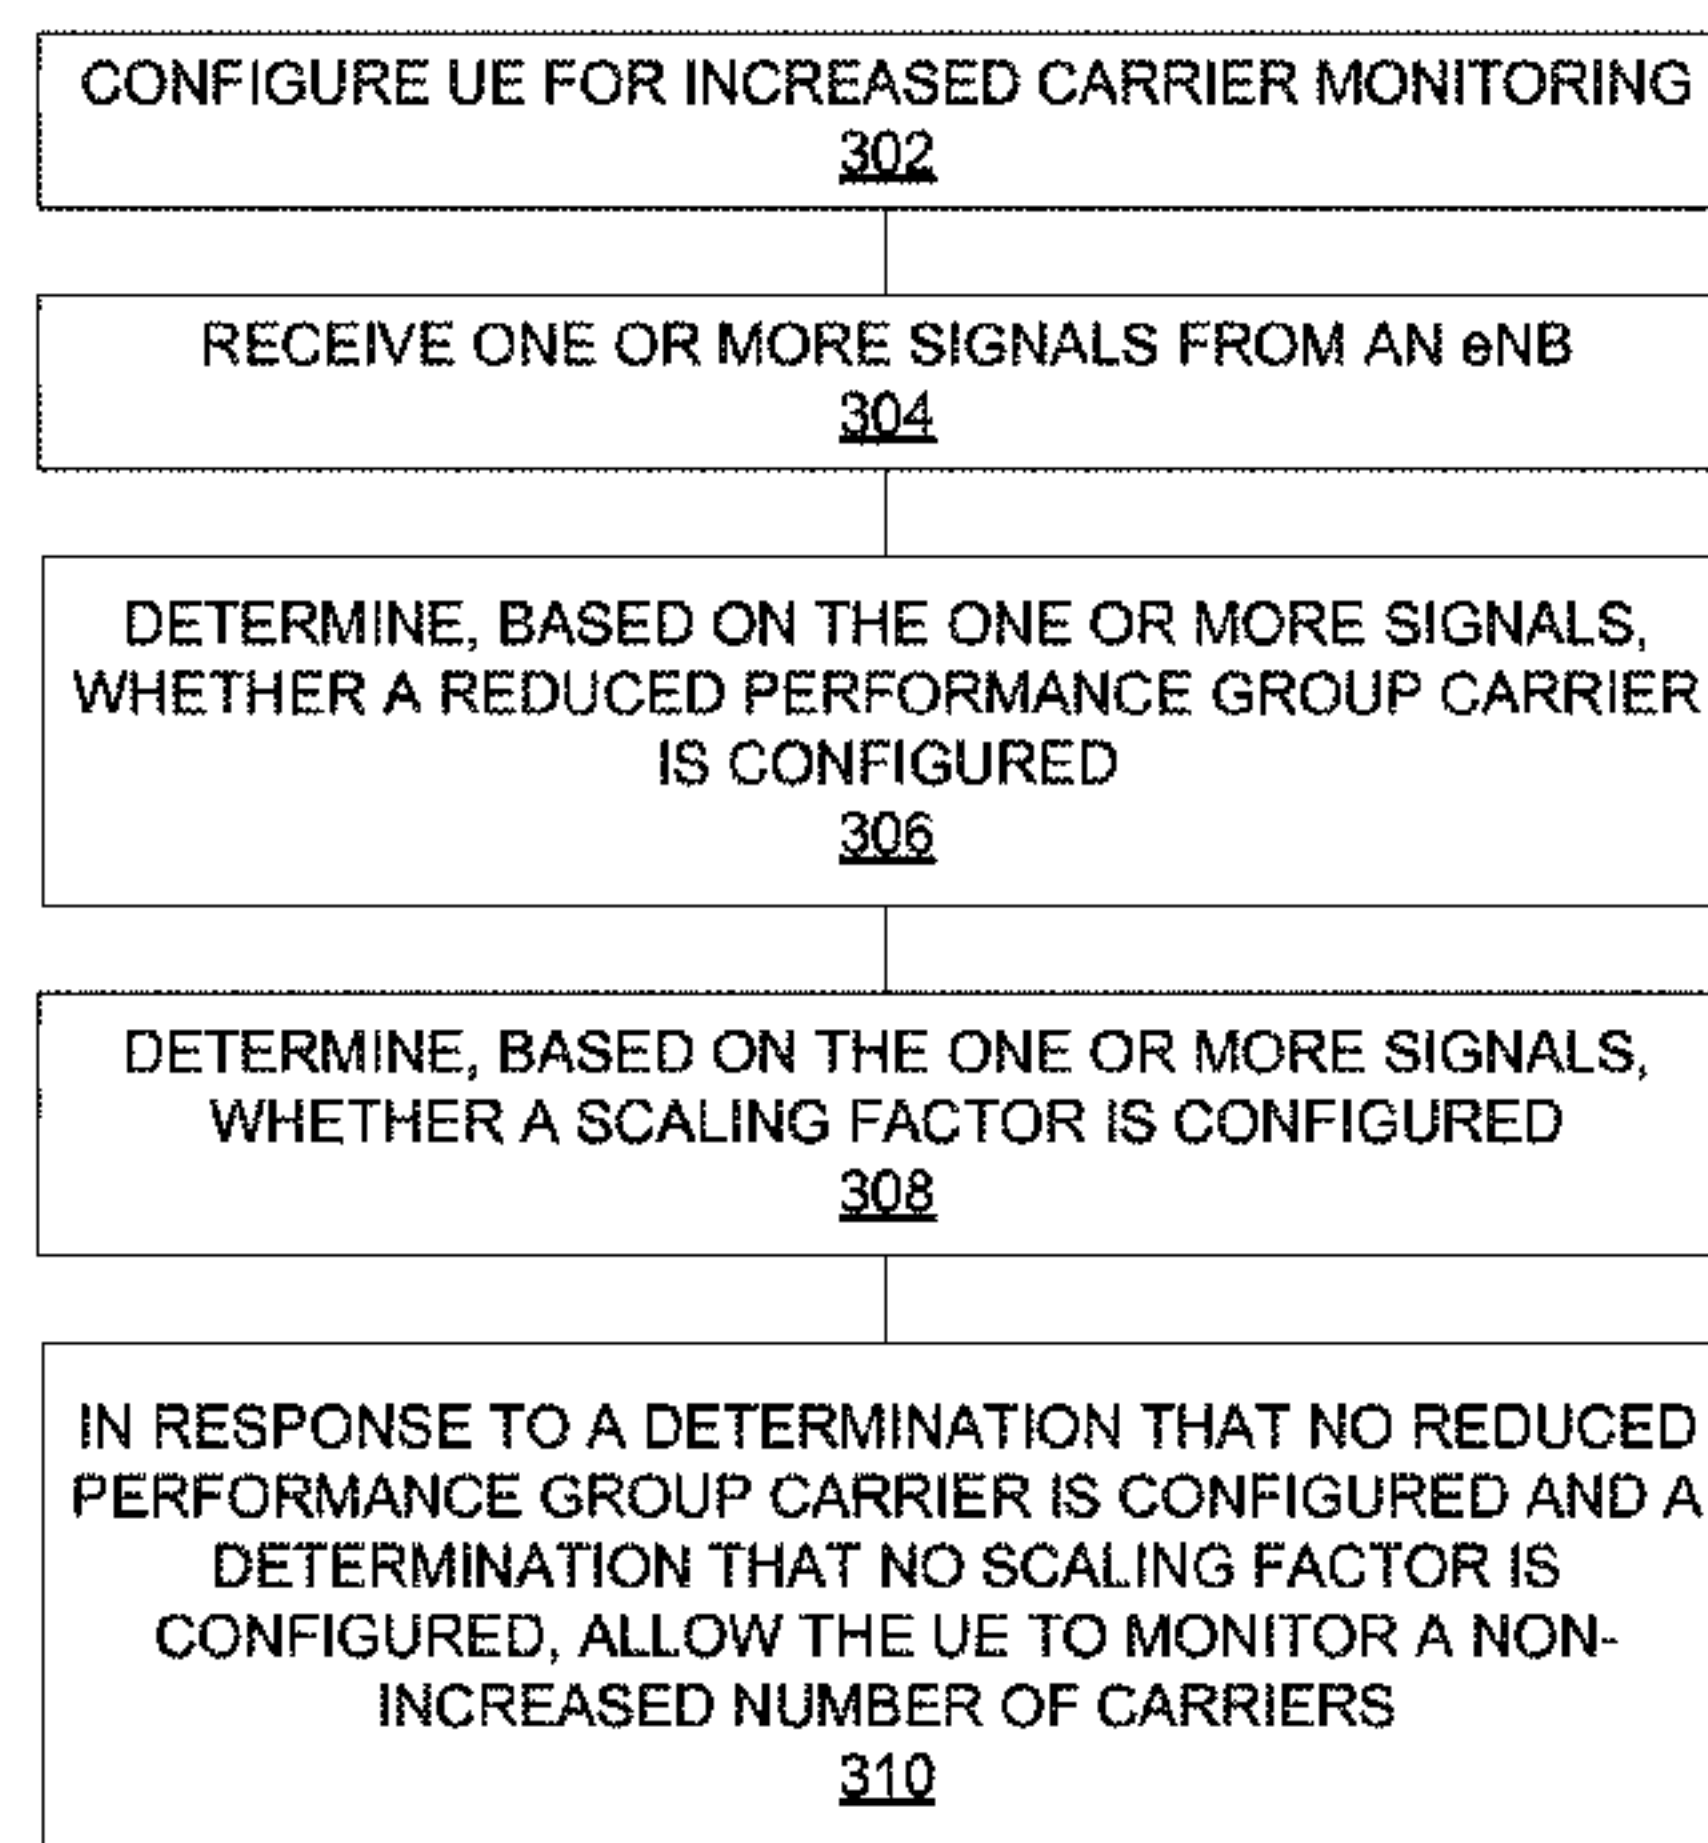 CONFIGURE UE FOR INCREASED CARRIER MONITORING
302
RECEIVE ONE OR MORE SIGNALS FROM AN eNB
304
DETERMINE, BASED ON THE ONE OR MORE SIGNALS,
WHETHER A REDUCED PERFORMANCE GROUP CARRIER
IS CONFIGURED
306
DETERMINE, BASED ON THE ONE OR MORE SIGNALS,
WHETHER A SCALING FACTOR IS CONFIGURED
308
IN RESPONSE TO A DETERMINATION THAT NO REDUCED
PERFORMANCE GROUP CARRIER IS CONFIGURED AND A
DETERMINATION THAT NO SCALING FACTOR IS
CONFIGURED, ALLOW THE UE TO MONITOR A NON-
INCREASED NUMBER OF CARRIERS
310